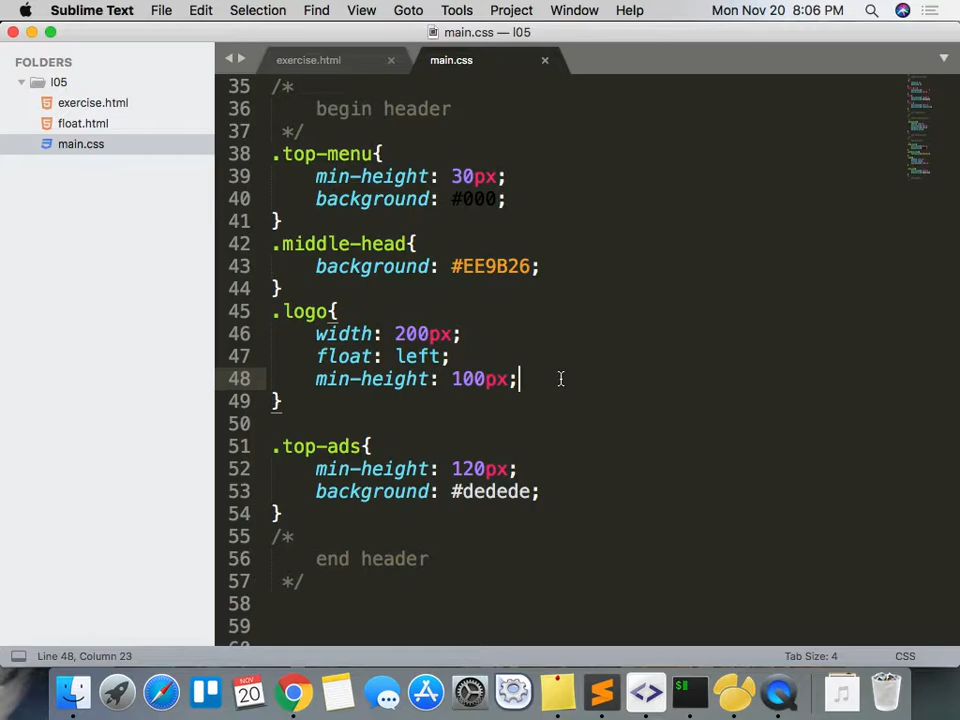 Sublime Text File Edit Selection Find View Goto Tools Project Window Help Mon Nov 20 8:06 PM
main.css — l05
FOLDERS
l05
exercise.html
float.html
main.css
exercise.html × main.css ×
35 /*
36 begin header
37 */
38 .top-menu{
39 min-height: 30px;
40 background: #000;
41 }
42 .middle-head{
43 background: #EE9B26;
44 }
45 .logo{
46 width: 200px;
47 float: left;
48 min-height: 100px;
49 }
50
51 .top-ads{
52 min-height: 120px;
53 background: #dedede;
54 }
55 /*
56 end header
57 */
58
59
Line 48, Column 23 Tab Size: 4 CSS
NOV
20